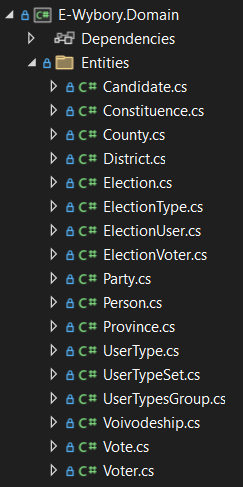 E-Wybory.Domain
Dependencies
Entities
C# Candidate.cs
C# Constituence.cs
C# County.cs
C# District.cs
C# Election.cs
C# ElectionType.cs
C# ElectionUser.cs
C# ElectionVoter.cs
C# Party.cs
C# Person.cs
C# Province.cs
C# UserType.cs
C# UserTypeSet.cs
C# UserTypesGroup.cs
C# Voivodeship.cs
C# Vote.cs
C# Voter.cs